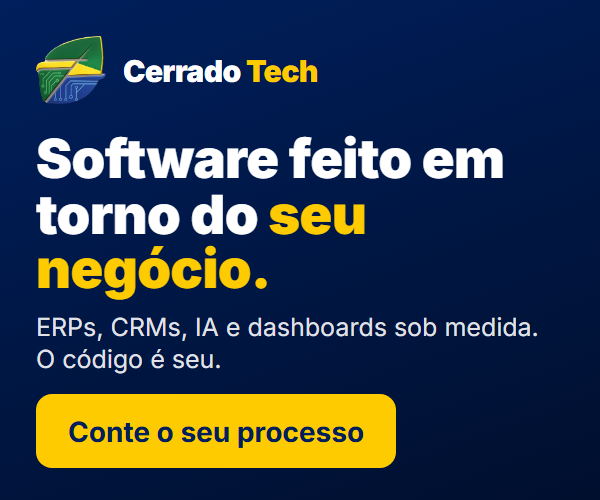 Cerrado Tech
Software feito em
torno do seu
negócio.
ERPs, CRMs, IA e dashboards sob medida.
O código é seu.
Conte o seu processo